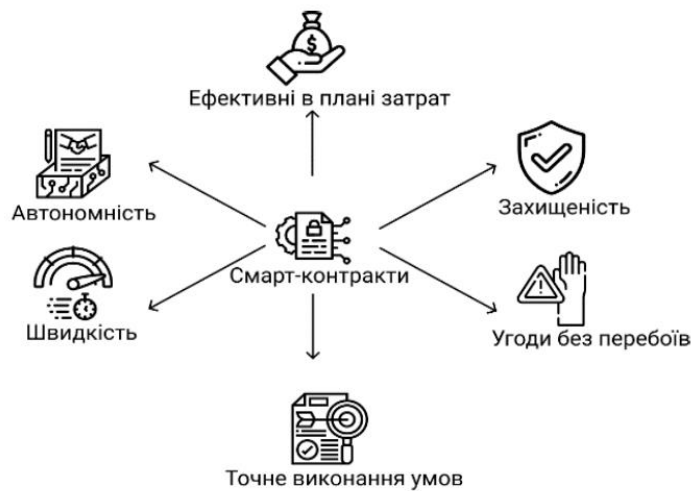 Ефективні в плані затрат
Автономність
Захищеність
Смарт-контракти
Швидкість
Угоди без перебоїв
Точне виконання умов